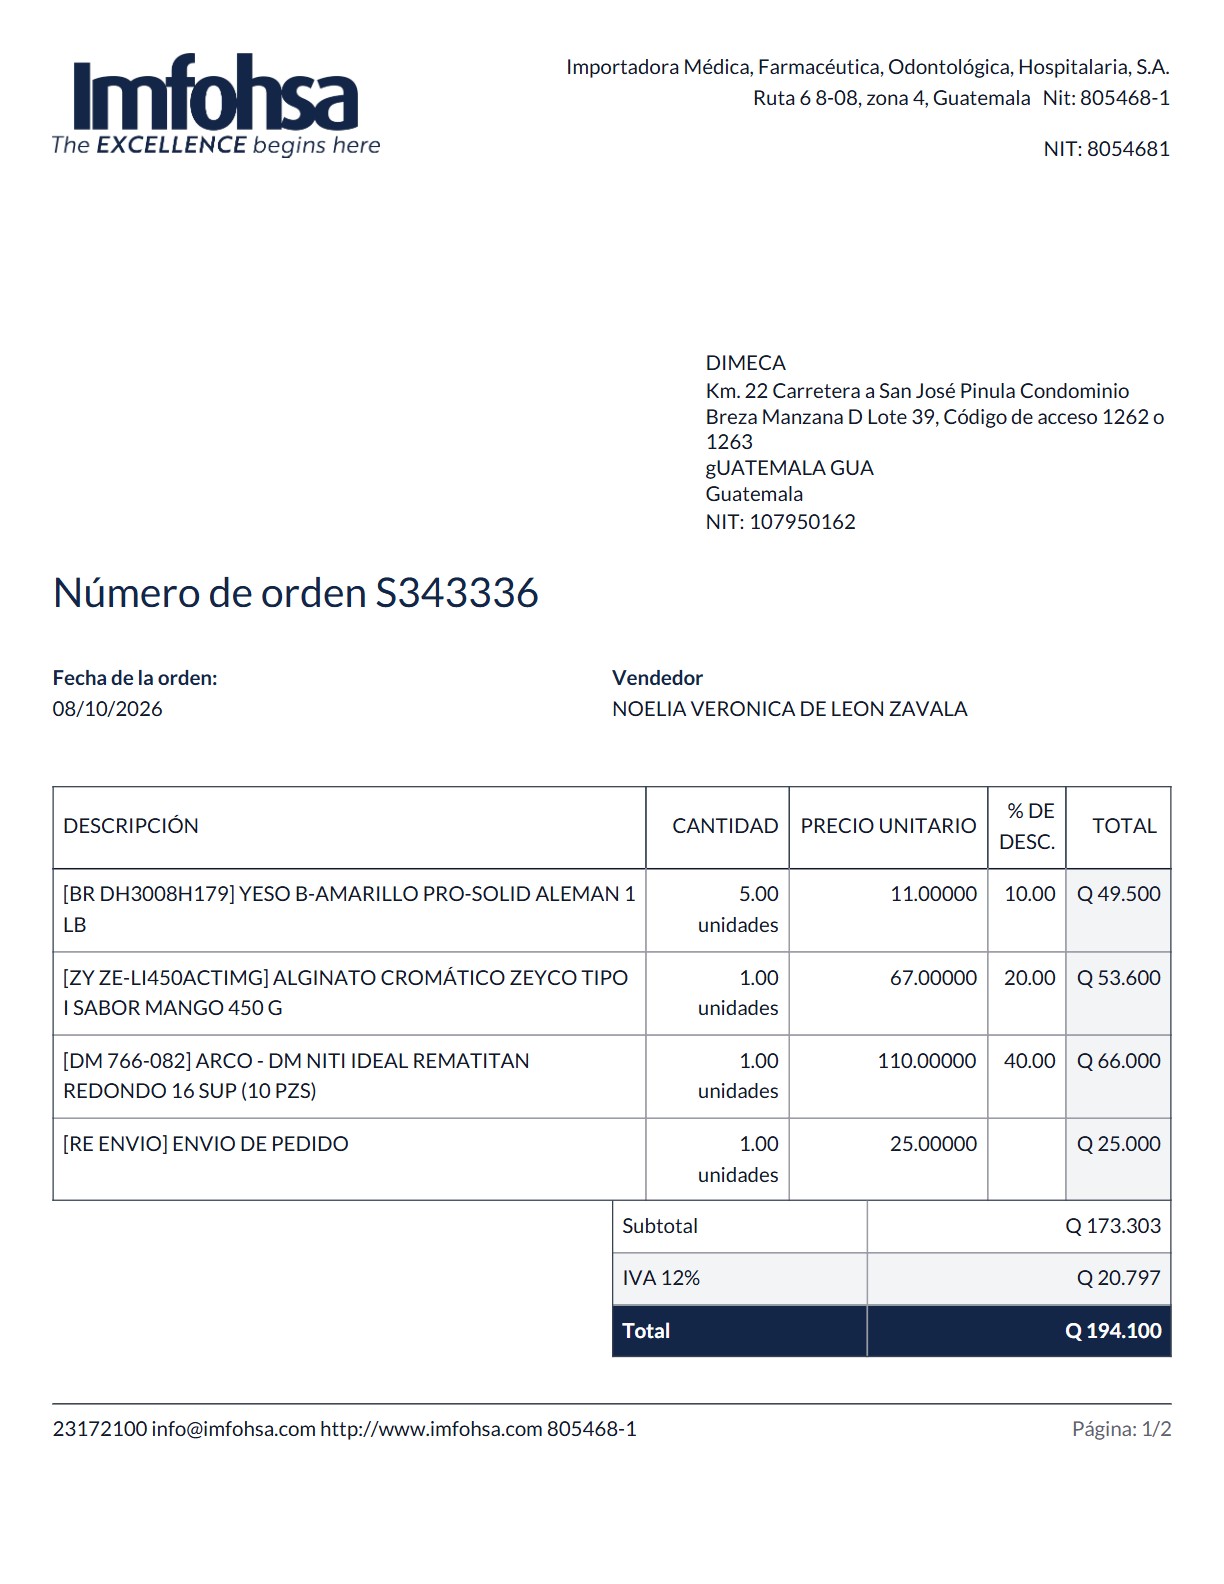 Imfohsa
The EXCELLENCE begins here
Importadora Médica, Farmacéutica, Odontológica, Hospitalaria, S.A.
Ruta 6 8-08, zona 4, Guatemala Nit: 805468-1
NIT: 8054681
DIMECA
Km. 22 Carretera a San José Pinula Condominio
Breza Manzana D Lote 39, Código de acceso 1262 o
1263
gUATEMALA GUA
Guatemala
NIT: 107950162
Número de orden S343336
Fecha de la orden: Vendedor
08/10/2026 NOELIA VERONICA DE LEON ZAVALA
DESCRIPCIÓN CANTIDAD PRECIO UNITARIO % DE DESC. TOTAL
[BR DH3008H179] YESO B-AMARILLO PRO-SOLID ALEMAN 1 5.00 11.00000 10.00 Q 49.500
LB unidades
[ZY ZE-LI450ACTIMG] ALGINATO CROMÁTICO ZEYCO TIPO 1.00 67.00000 20.00 Q 53.600
I SABOR MANGO 450 G unidades
[DM 766-082] ARCO - DM NITI IDEAL REMATITAN 1.00 110.00000 40.00 Q 66.000
REDONDO 16 SUP (10 PZS) unidades
[RE ENVIO] ENVIO DE PEDIDO 1.00 25.00000 Q 25.000
unidades
Subtotal Q 173.303
IVA 12% Q 20.797
Total Q 194.100
23172100 info@imfohsa.com http://www.imfohsa.com 805468-1 Página: 1/2